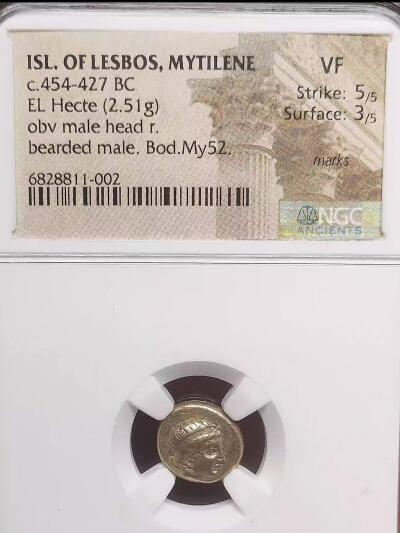 ISL. OF LESBOS, MYTILENE
c.454-427 BC
EL Hecte (2.51g)
obv male head r.
bearded male. Bod.My52.
6828811-002
VF
Strike: 5/5
Surface: 3/5
marks
NGC
ANCIENTS